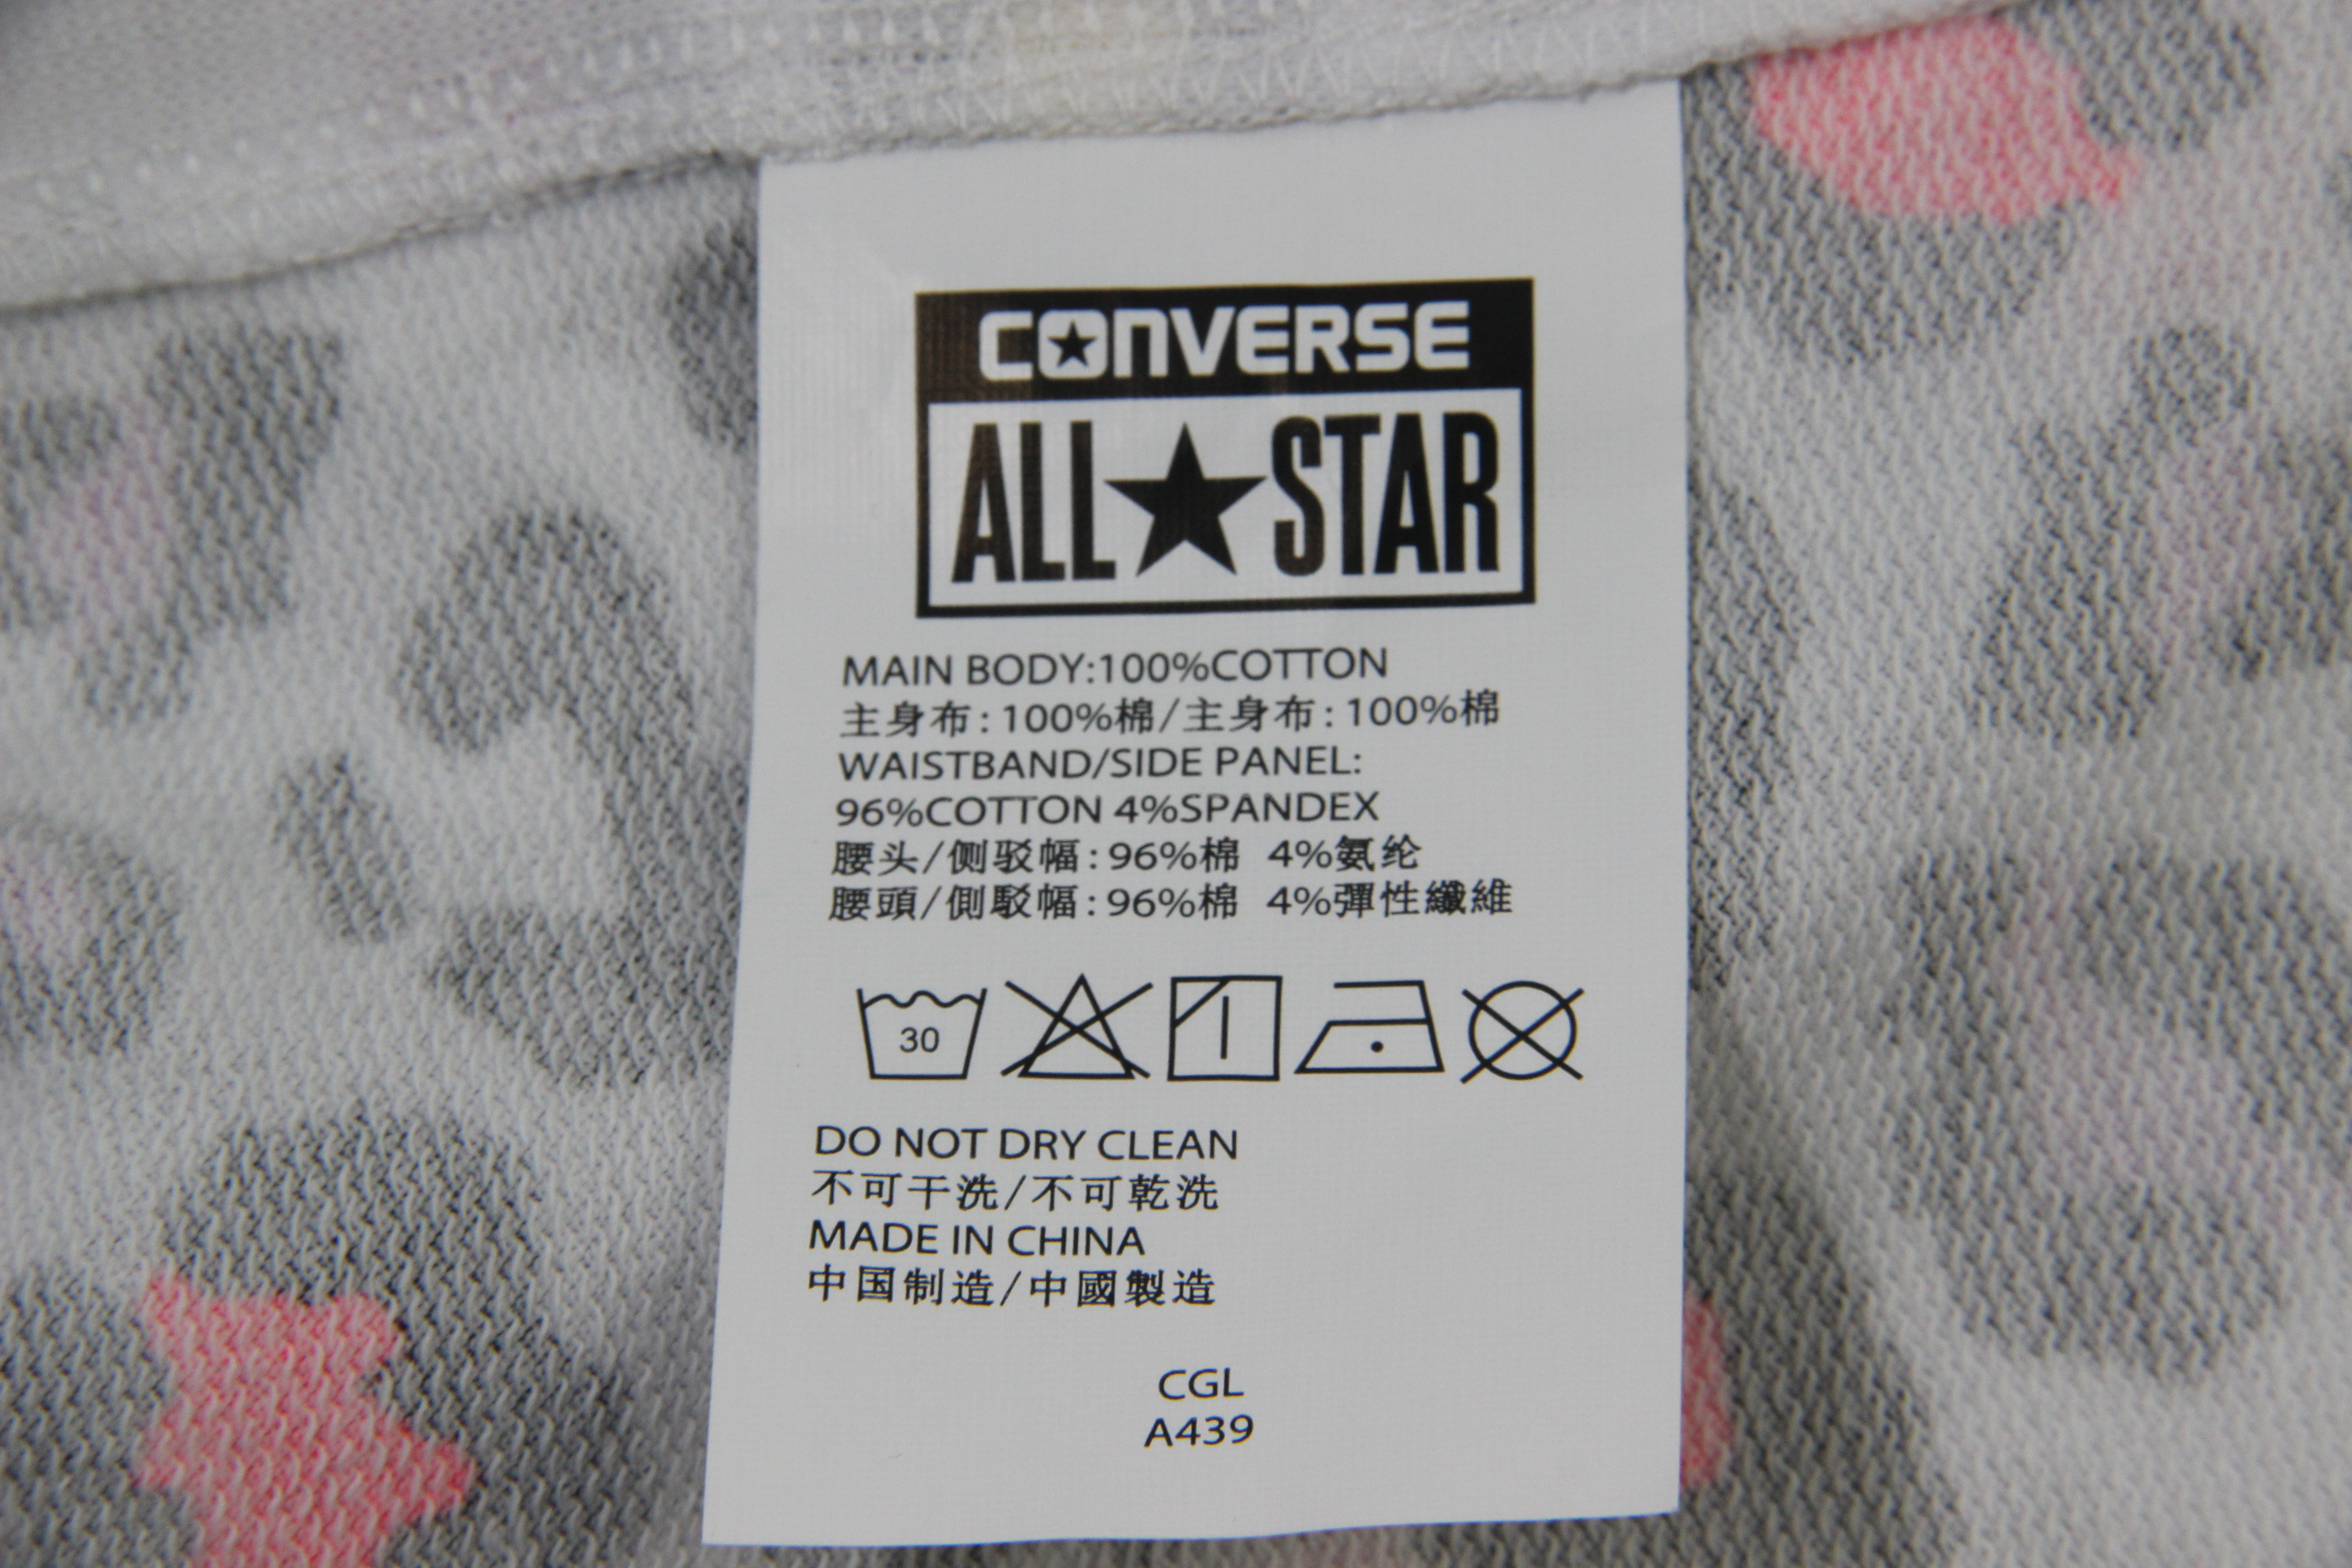 CONVERSE
ALL★STAR
MAIN BODY:100%COTTON
主身布:100%棉/主身布:100%棉
WAISTBAND/SIDE PANEL:
96%COTTON 4%SPANDEX
腰头/侧驳幅:96%棉 4%氨纶
腰頭/側駁幅:96%棉 4%彈性纖維
30
DO NOT DRY CLEAN
不可干洗/不可乾洗
MADE IN CHINA
中国制造/中國製造
CGL
A439